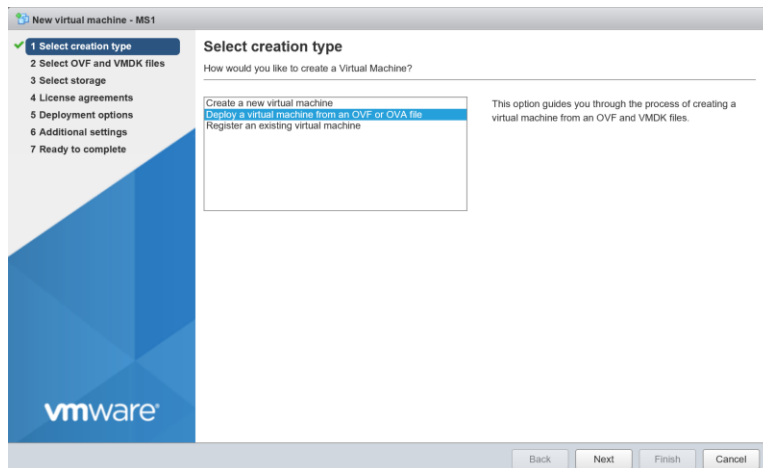 New virtual machine - MS1
1 Select creation type
2 Select OVF and VMDK files
3 Select storage
4 License agreements
5 Deployment options
6 Additional settings
7 Ready to complete
Select creation type
How would you like to create a Virtual Machine?
Create a new virtual machine
Deploy a virtual machine from an OVF or OVA file
Register an existing virtual machine
This option guides you through the process of creating a
virtual machine from an OVF and VMDK files.
vmware®
Back Next Finish Cancel